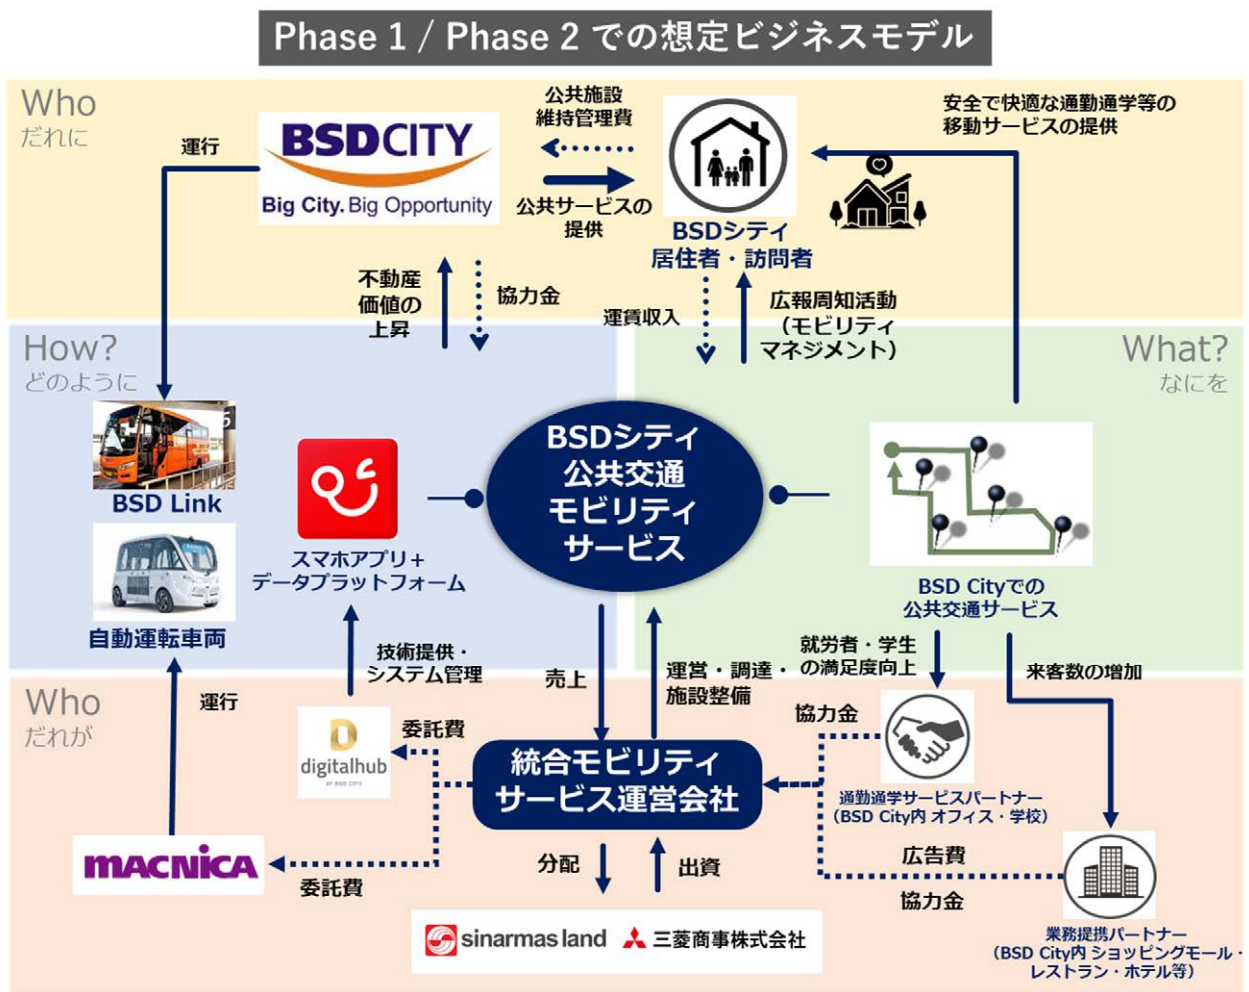 Phase 1 / Phase 2 での想定ビジネスモデル
Who
だれに
運行
BSDCITY
Big City. Big Opportunity
公共施設
維持管理費
公共サービスの
提供
BSDシティ
居住者・訪問者
安全で快適な通勤通学等の
移動サービスの提供
不動産
価値の
上昇
協力金
運賃収入
広報周知活動
（モビリティ
マネジメント）
How?
どのように
What?
なにを
BSD Link
自動運転車両
スマホアプリ＋
データプラットフォーム
BSDシティ
公共交通
モビリティ
サービス
BSD Cityでの
公共交通サービス
技術提供・
システム管理
売上
運営・調達・
施設整備
就労者・学生
の満足度向上
来客数の増加
Who
だれが
運行
D
digitalhub
AT BSD CITY
委託費
統合モビリティ
サービス運営会社
協力金
通勤通学サービスパートナー
（BSD City内 オフィス・学校）
MACNICA
委託費
分配
出資
広告費
協力金
sinarmas land
三菱商事株式会社
業務提携パートナー
（BSD City内 ショッピングモール・
レストラン・ホテル等）